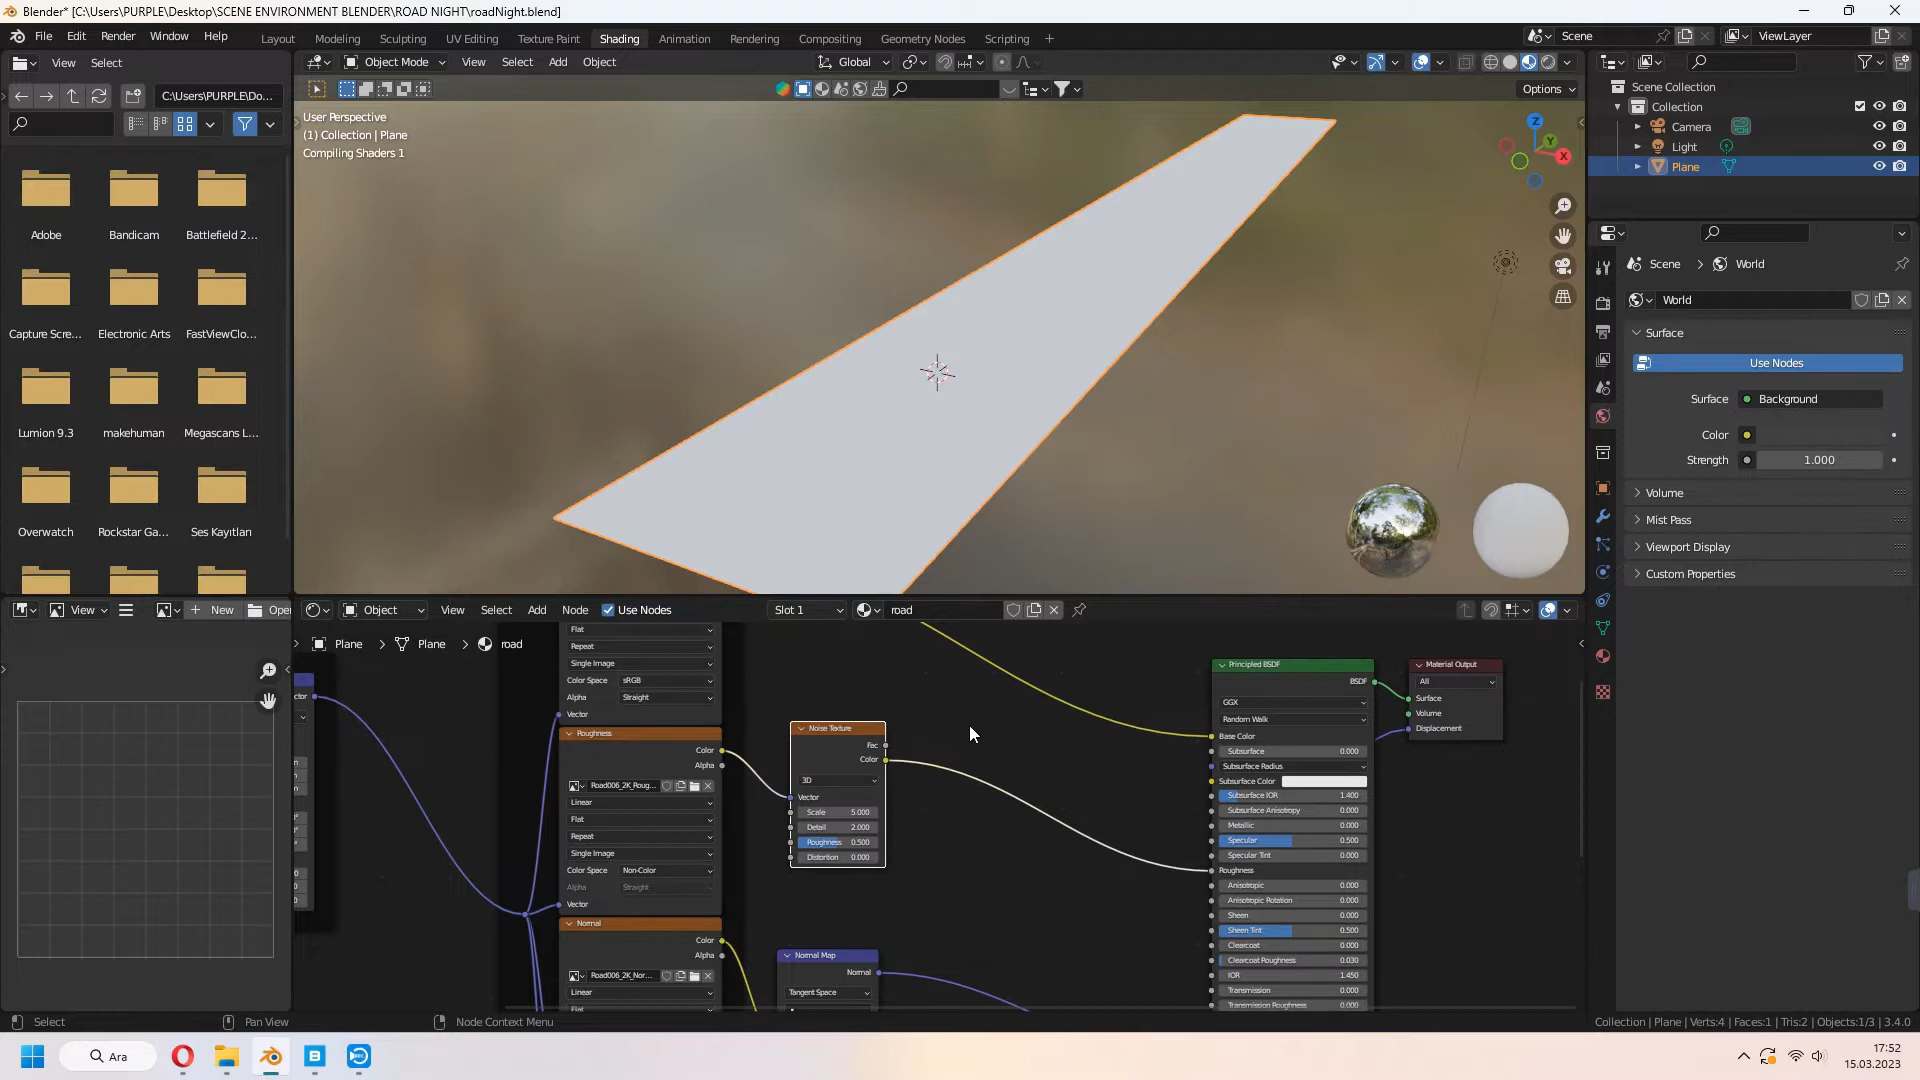 Blender* [C:\Users\PURPLE\Desktop\SCENE ENVIRONMENT BLENDER\ROAD NIGHT\roadNight.blend]
File Edit Render Window Help
Layout Modeling Sculpting UV Editing Texture Paint Shading Animation Rendering Compositing Geometry Nodes Scripting +
Scene
ViewLayer
View Select
C:\Users\PURPLE\Do...
Adobe
Bandicam
Battlefield 2...
Capture Scre...
Electronic Arts
FastViewClo...
Lumion 9.3
makehuman
Megascans L...
Overwatch
Rockstar Ga...
Ses Kayıtları
Object Mode
View Select Add Object
Global
Options
User Perspective
(1) Collection | Plane
Compiling Shaders 1
Z
Y
X
Scene Collection
Collection
Camera
Light
Plane
Scene > World
World
Surface
Use Nodes
Surface Background
Color
Strength 1.000
Volume
Mist Pass
Viewport Display
Custom Properties
View
New
Open
Object
View Select Add Node
Use Nodes
Slot 1
road
Plane > Plane > road
Flat
Repeat
Single Image
Color Space sRGB
Alpha Straight
Vector
Roughness
Color
Alpha
Road006_2K_Roug...
Linear
Flat
Repeat
Single Image
Color Space Non-Color
Alpha Straight
Vector
Normal
Color
Alpha
Road006_2K_Nor...
Linear
Noise Texture
Fac
Color
3D
Vector
Scale 5.000
Detail 2.000
Roughness 0.500
Distortion 0.000
Normal Map
Normal
Tangent Space
Principled BSDF
BSDF
GGX
Random Walk
Base Color
Subsurface 0.000
Subsurface Radius
Subsurface Color
Subsurface IOR 1.400
Subsurface Anisotropy 0.000
Metallic 0.000
Specular 0.500
Specular Tint 0.000
Roughness
Anisotropic 0.000
Anisotropic Rotation 0.000
Sheen 0.000
Sheen Tint 0.500
Clearcoat 0.000
Clearcoat Roughness 0.030
IOR 1.450
Transmission 0.000
Transmission Roughness 0.000
Material Output
All
Surface
Volume
Displacement
Select
Pan View
Node Context Menu
Collection | Plane | Verts:4 | Faces:1 | Tris:2 | Objects:1/3 | 3.4.0
Ara
17:52
15.03.2023